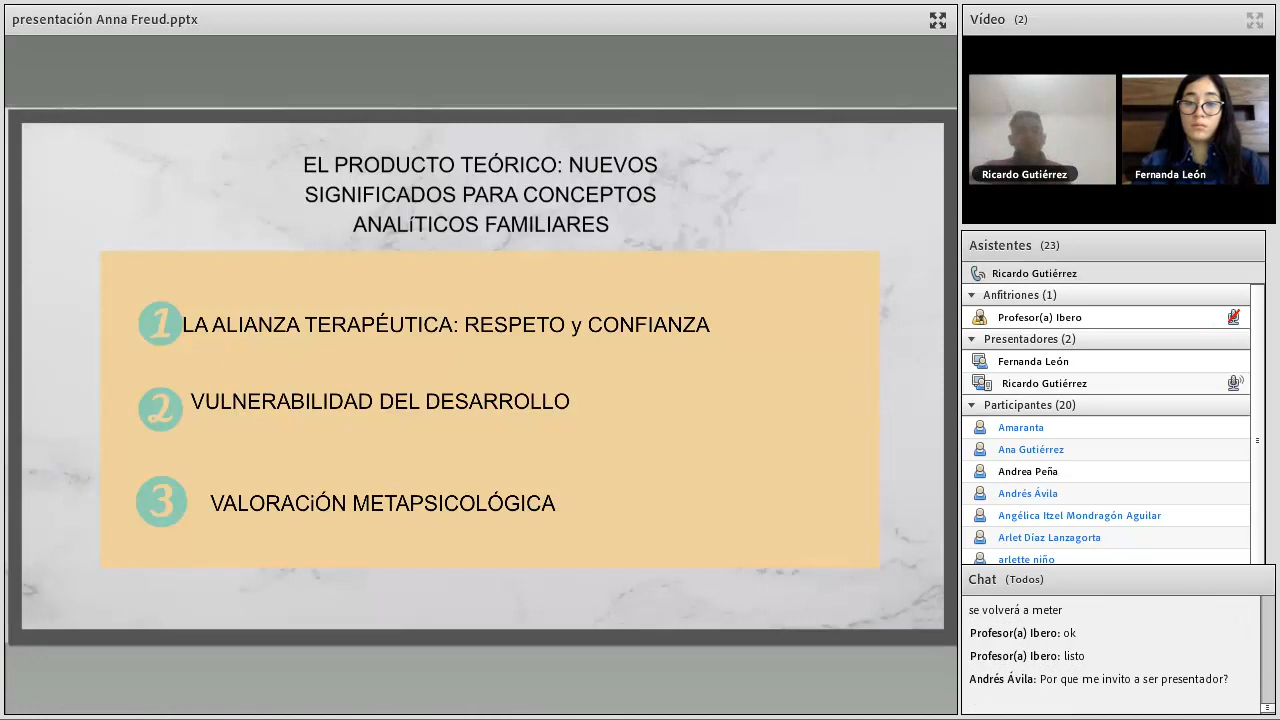 presentación Anna Freud.pptx
EL PRODUCTO TEÓRICO: NUEVOS
SIGNIFICADOS PARA CONCEPTOS
ANALíTICOS FAMILIARES
1 LA ALIANZA TERAPÉUTICA: RESPETO y CONFIANZA
2 VULNERABILIDAD DEL DESARROLLO
3 VALORACiÓN METAPSICOLÓGICA
Vídeo (2)
Ricardo Gutiérrez
Fernanda León
Asistentes (23)
Ricardo Gutiérrez
Anfitriones (1)
Profesor(a) Ibero
Presentadores (2)
Fernanda León
Ricardo Gutiérrez
Participantes (20)
Amaranta
Ana Gutiérrez
Andrea Peña
Andrés Ávila
Angélica Itzel Mondragón Aguilar
Arlet Díaz Lanzagorta
arlette niño
Chat (Todos)
se volverá a meter
Profesor(a) Ibero: ok
Profesor(a) Ibero: listo
Andrés Ávila: Por que me invito a ser presentador?